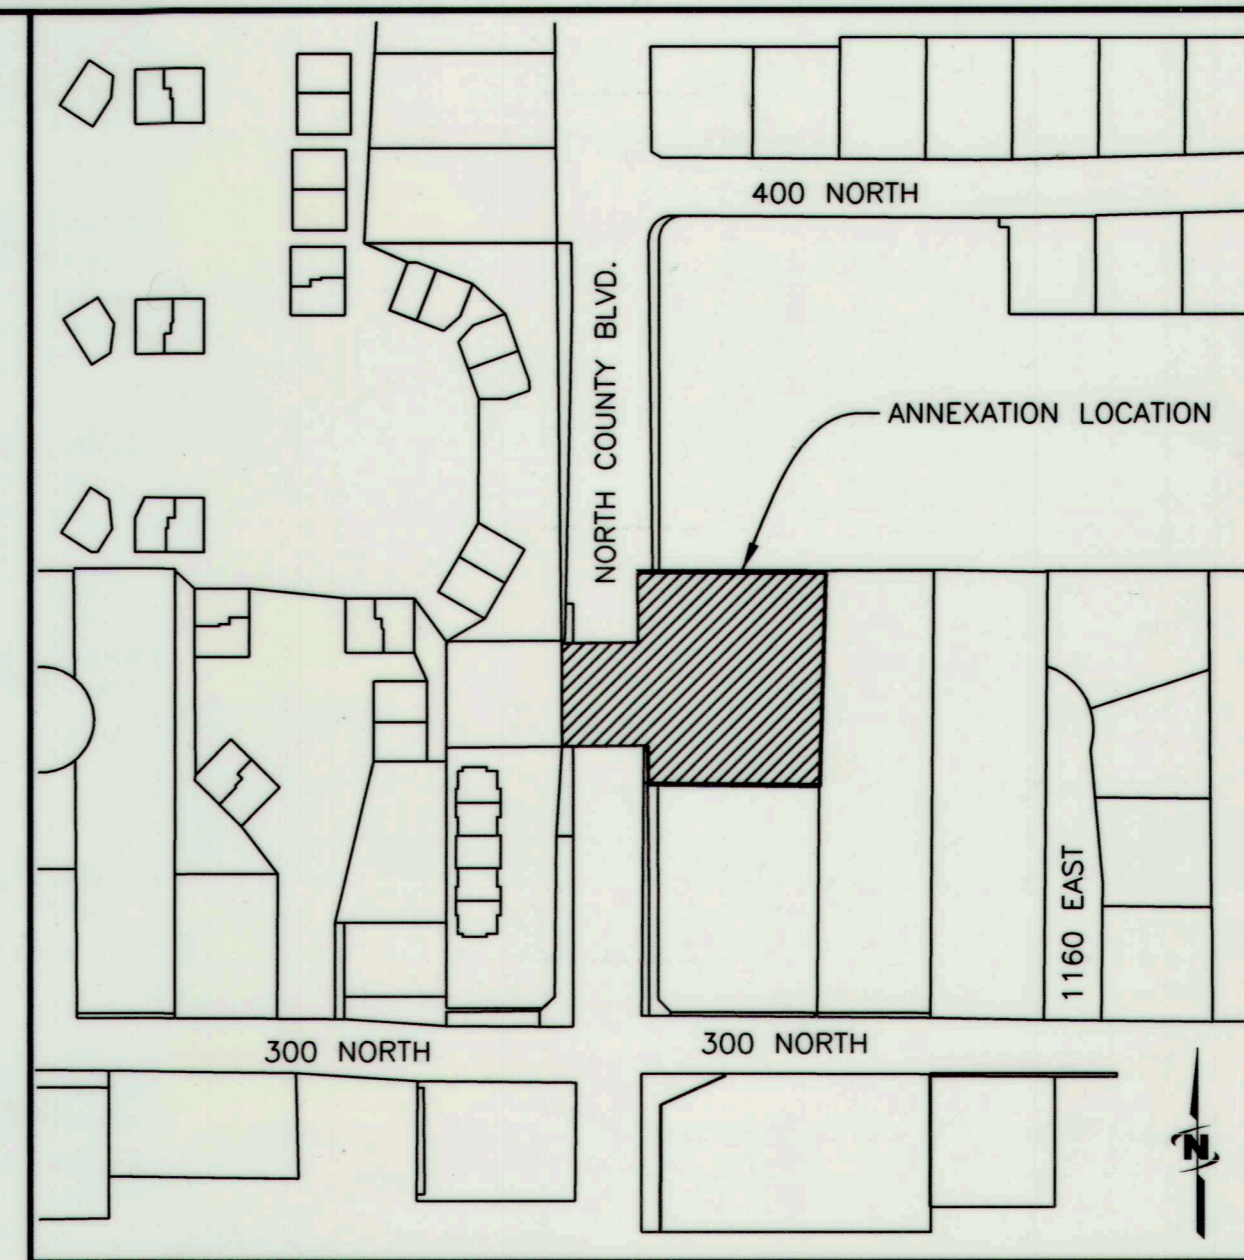 400 NORTH
NORTH COUNTY BLVD.
ANNEXATION LOCATION
1160 EAST
300 NORTH
300 NORTH
N